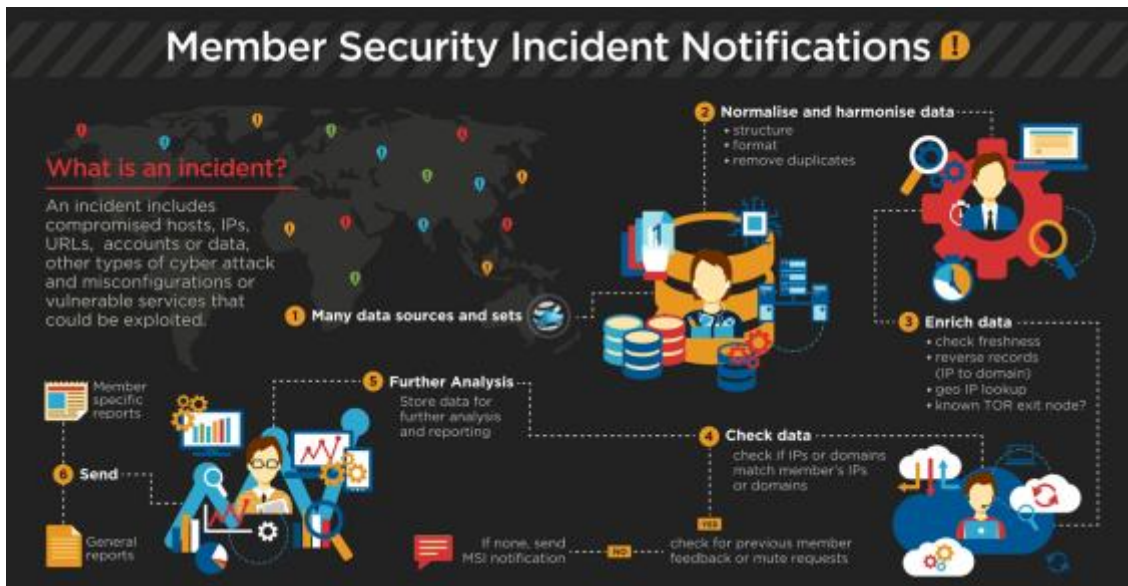 Member Security Incident Notifications !
What is an incident?
An incident includes
compromised hosts, IPs,
URLs, accounts or data,
other types of cyber attack
and misconfigurations or
vulnerable services that
could be exploited.
1 Many data sources and sets
2 Normalise and harmonise data
• structure
• format
• remove duplicates
3 Enrich data
• check freshness
• reverse records
(IP to domain)
• geo IP lookup
• known TOR exit node?
4 Check data
check if IPs or domains
match member's IPs
or domains
YES
check for previous member
feedback or mute requests
NO
If none, send
MSI notification
5 Further Analysis
Store data for
further analysis
and reporting
6 Send
Member
specific
reports
General
reports